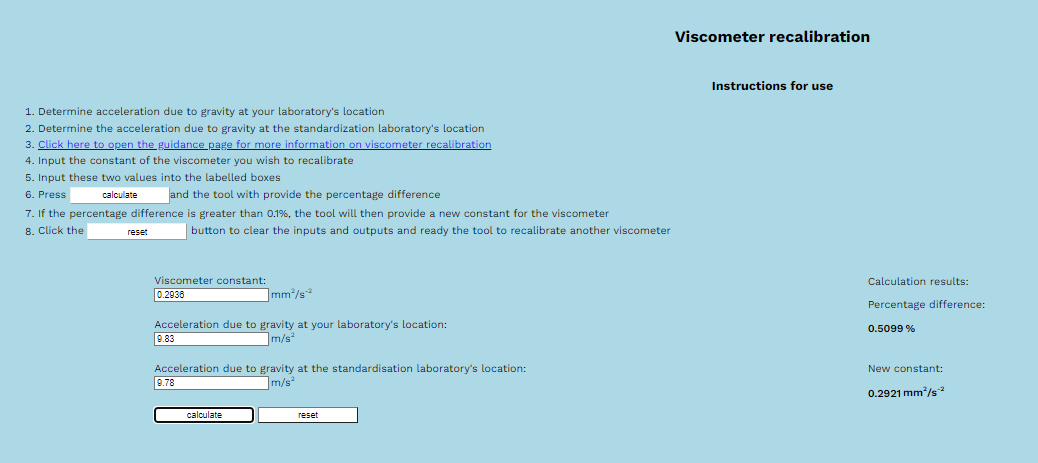 Viscometer recalibration
Instructions for use
1. Determine acceleration due to gravity at your laboratory's location
2. Determine the acceleration due to gravity at the standardization laboratory's location
3. Click here to open the guidance page for more information on viscometer recalibration
4. Input the constant of the viscometer you wish to recalibrate
5. Input these two values into the labelled boxes
6. Press calculate and the tool with provide the percentage difference
7. If the percentage difference is greater than 0.1%, the tool will then provide a new constant for the viscometer
8. Click the reset button to clear the inputs and outputs and ready the tool to recalibrate another viscometer
Viscometer constant:
0.2936 mm²/s⁻²
Acceleration due to gravity at your laboratory's location:
9.83 m/s²
Acceleration due to gravity at the standardisation laboratory's location:
9.78 m/s²
calculate reset
Calculation results:
Percentage difference:
0.5099 %
New constant:
0.2921 mm²/s⁻²